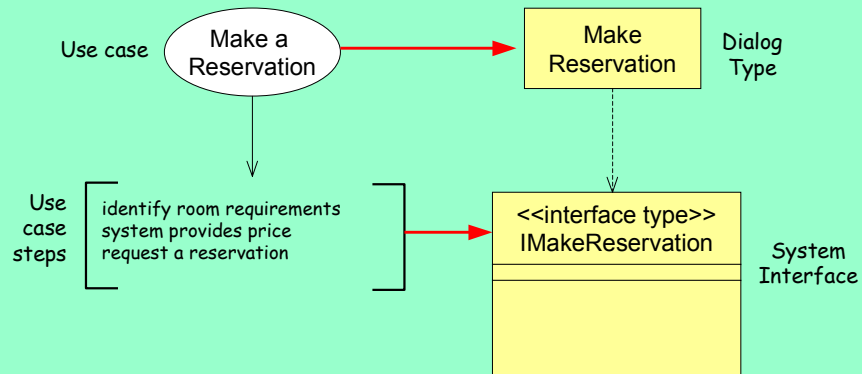 Use case
Make a
Reservation
Make
Reservation
Dialog
Type
Use
case
steps
identify room requirements
system provides price
request a reservation
<<interface type>>
IMakeReservation
System
Interface